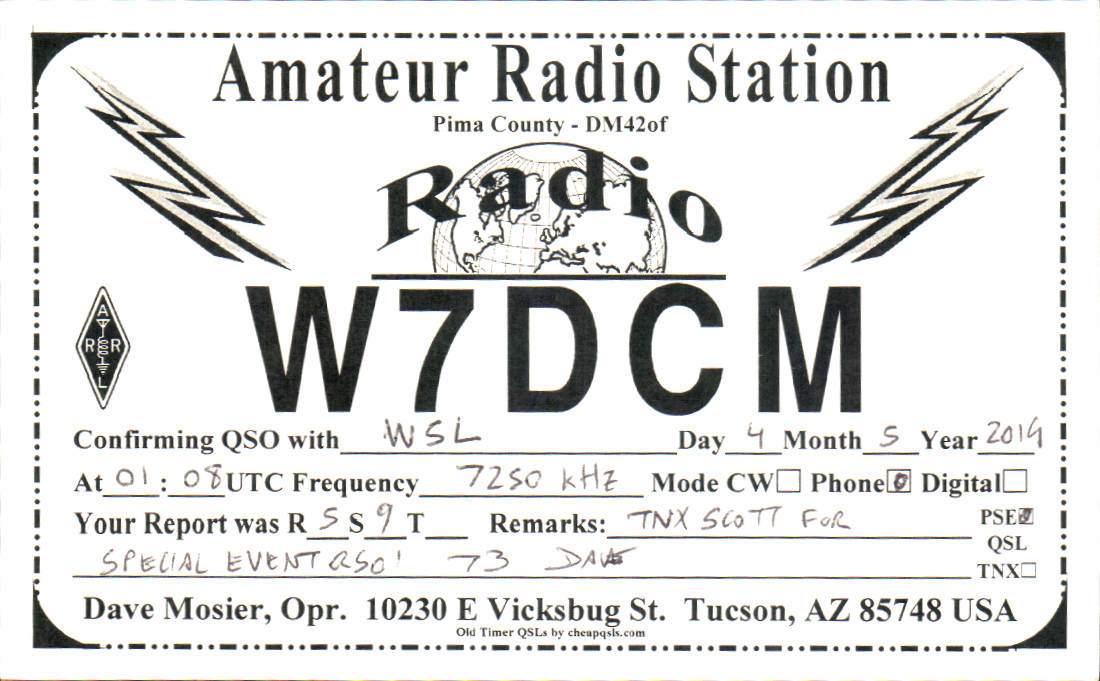 Amateur Radio Station
Pima County - DM42of
Radio
W7DCM
A
R R
L
Confirming QSO with W5L Day 4 Month 5 Year 2019
At 01 : 08 UTC Frequency 7250 kHz Mode CW Phone Digital
Your Report was R 5 S 9 T Remarks: TNX SCOTT FOR PSE
QSL
SPECIAL EVENT QSO! 73 DAVE TNX
Dave Mosier, Opr. 10230 E Vicksbug St. Tucson, AZ 85748 USA
Old Timer QSLs by cheapqsls.com